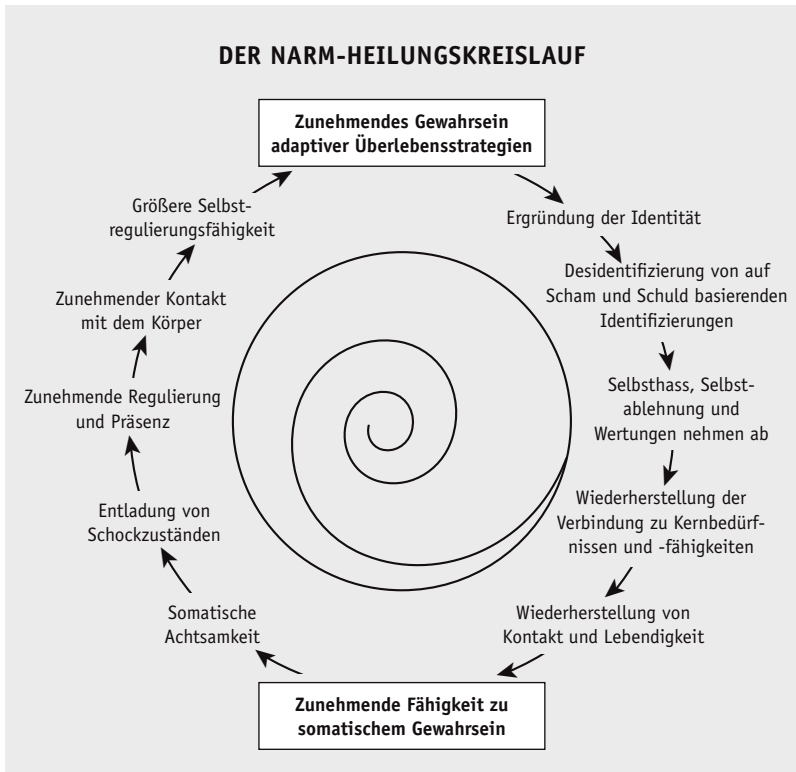 DER NARM-HEILUNGSKREISLAUF
Zunehmendes Gewahrsein
adaptiver Überlebensstrategien
Ergründung der Identität
Desidentifizierung von auf
Scham und Schuld basierenden
Identifizierungen
Selbsthass, Selbst-
ablehnung und
Wertungen nehmen ab
Wiederherstellung der
Verbindung zu Kernbedürf-
nissen und -fähigkeiten
Wiederherstellung von
Kontakt und Lebendigkeit
Zunehmende Fähigkeit zu
somatischem Gewahrsein
Somatische
Achtsamkeit
Entladung von
Schockzuständen
Zunehmende Regulierung
und Präsenz
Zunehmender Kontakt
mit dem Körper
Größere Selbst-
regulierungsfähigkeit